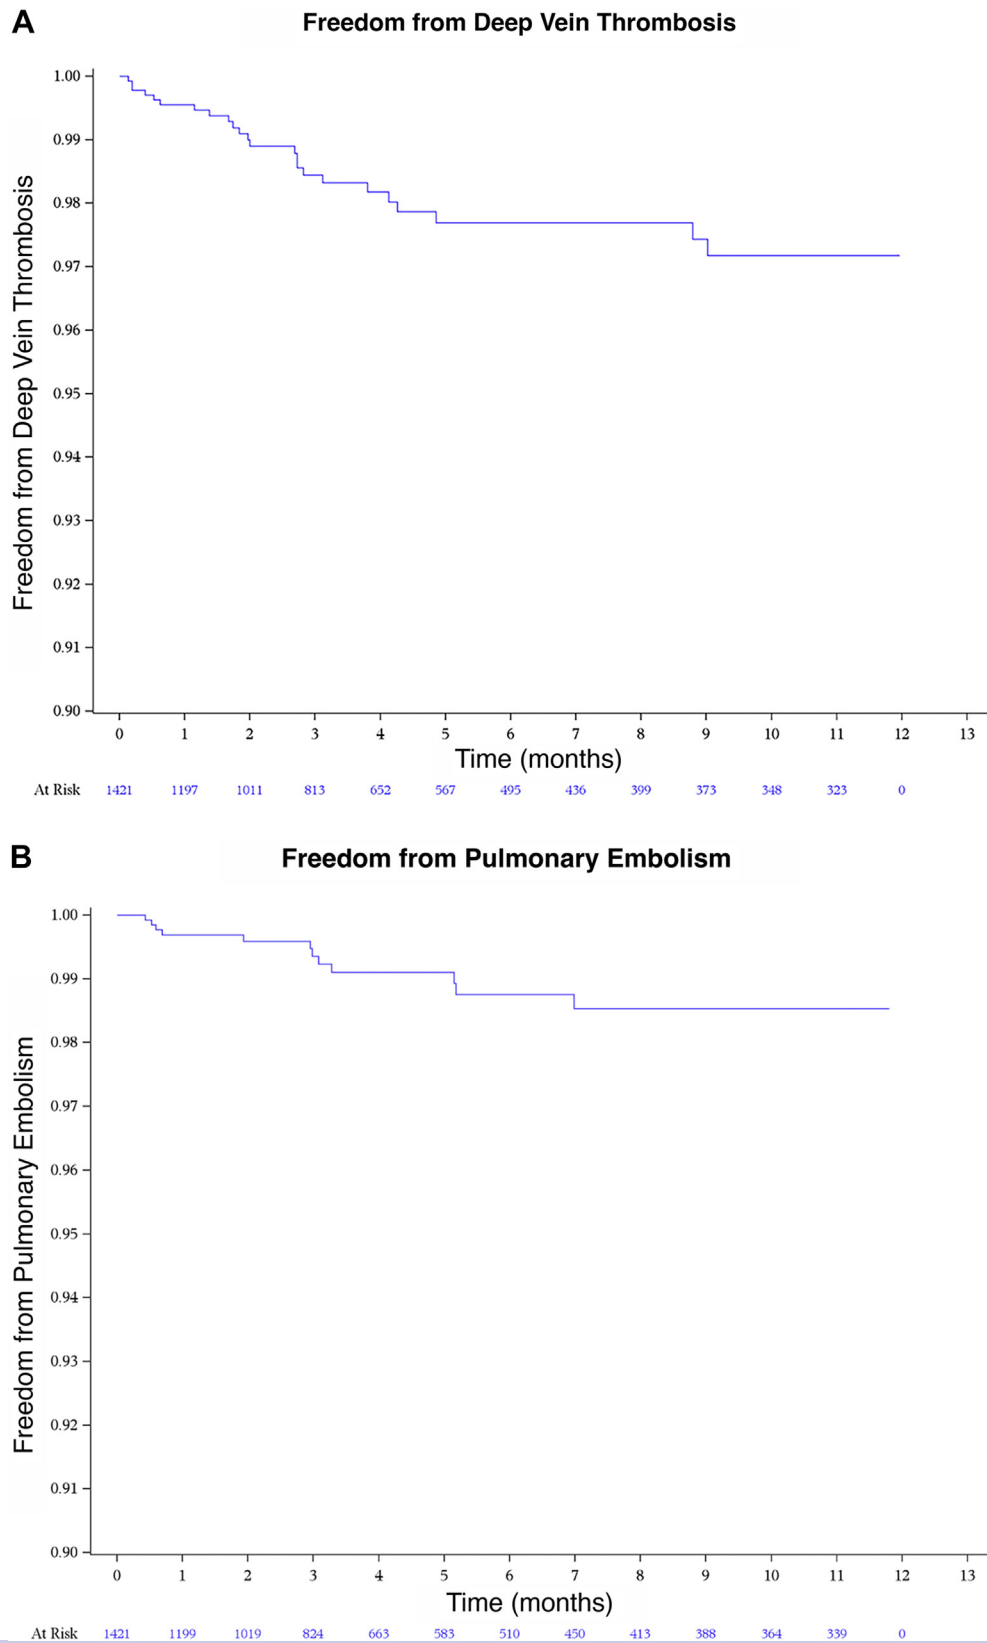 A
Freedom from Deep Vein Thrombosis
Freedom from Deep Vein Thrombosis
1.00
0.99
0.98
0.97
0.96
0.95
0.94
0.93
0.92
0.91
0.90
0 1 2 3 4 5 6 7 8 9 10 11 12 13
Time (months)
At Risk 1421 1197 1011 813 652 567 495 436 399 373 348 323 0
B
Freedom from Pulmonary Embolism
Freedom from Pulmonary Embolism
1.00
0.99
0.98
0.97
0.96
0.95
0.94
0.93
0.92
0.91
0.90
0 1 2 3 4 5 6 7 8 9 10 11 12 13
Time (months)
At Risk 1421 1199 1019 824 663 583 510 450 413 388 364 339 0